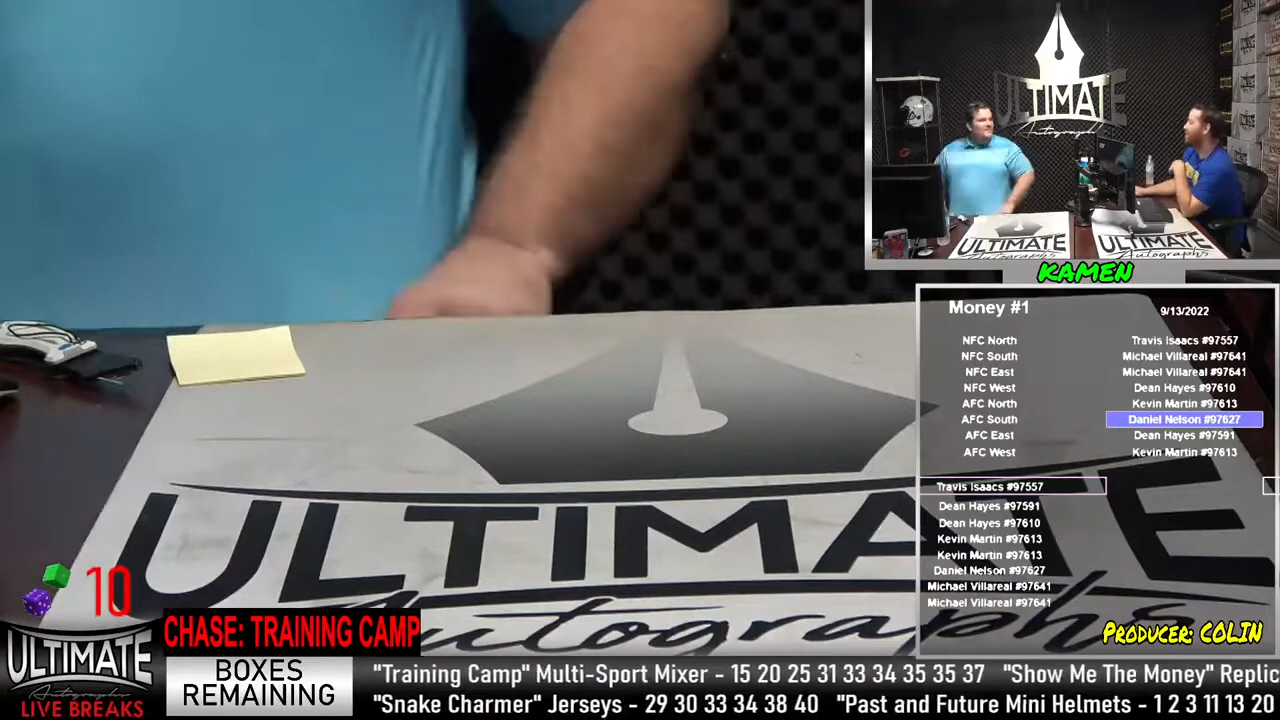 ULTIMATE
Autographs
ULTIMATE
Autographs
ULTIMATE
Autographs
KAMEN
Money #1
9/13/2022
NFC North Travis Isaacs #97557
NFC South Michael Villareal #97641
NFC East Michael Villareal #97641
NFC West Dean Hayes #97610
AFC North Kevin Martin #97613
AFC South Daniel Nelson #97627
AFC East Dean Hayes #97591
AFC West Kevin Martin #97613
Travis Isaacs #97557
Dean Hayes #97591
Dean Hayes #97610
Kevin Martin #97613
Kevin Martin #97613
Daniel Nelson #97627
Michael Villareal #97641
Michael Villareal #97641
ULTIMATE
Autographs
PRODUCER: COLIN
10
CHASE: TRAINING CAMP
ULTIMATE
Autographs
LIVE BREAKS
BOXES
REMAINING
"Training Camp" Multi-Sport Mixer - 15 20 25 31 33 34 35 35 37 "Show Me The Money" Replic
"Snake Charmer" Jerseys - 29 30 33 34 38 40 "Past and Future Mini Helmets - 1 2 3 11 13 20